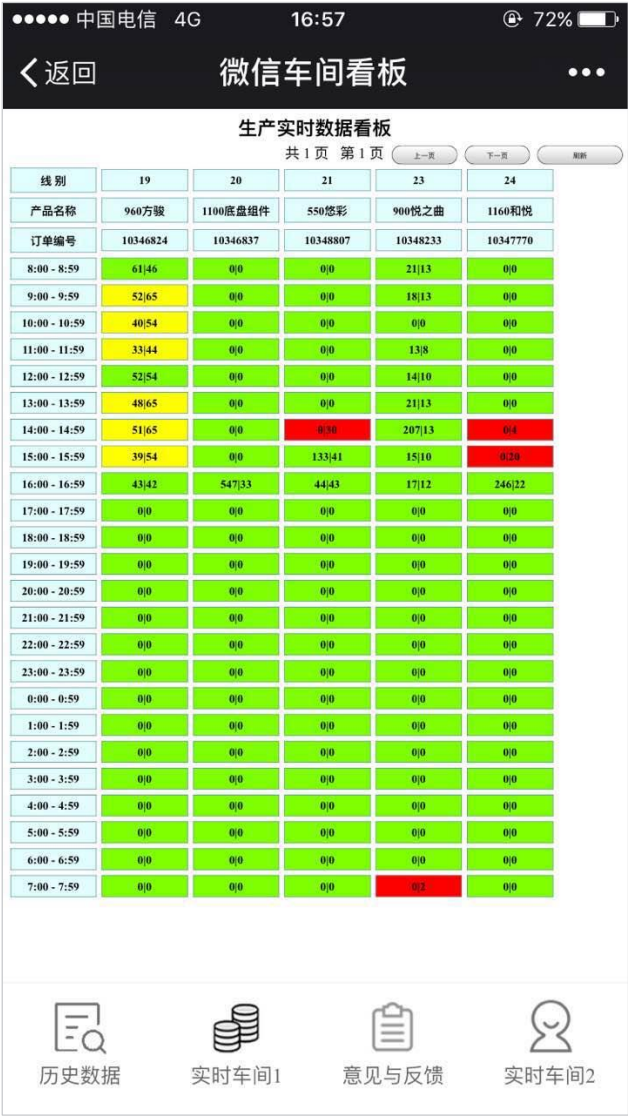 中国电信 4G 16:57 72%
返回 微信车间看板
生产实时数据看板
共 1 页 第 1 页 上一页 下一页 刷新
线 别 19 20 21 23 24
产品名称 960方骏 1100底盘组件 550悠彩 900悦之曲 1160和悦
订单编号 10346824 10346837 10348807 10348233 10347770
8:00 - 8:59 61|46 0|0 0|0 21|13 0|0
9:00 - 9:59 52|65 0|0 0|0 18|13 0|0
10:00 - 10:59 40|54 0|0 0|0 0|0 0|0
11:00 - 11:59 33|44 0|0 0|0 13|8 0|0
12:00 - 12:59 52|54 0|0 0|0 14|10 0|0
13:00 - 13:59 48|65 0|0 0|0 21|13 0|0
14:00 - 14:59 51|65 0|0 0|30 207|13 0|4
15:00 - 15:59 39|54 0|0 133|41 15|10 0|20
16:00 - 16:59 43|42 547|33 44|43 17|12 246|22
17:00 - 17:59 0|0 0|0 0|0 0|0 0|0
18:00 - 18:59 0|0 0|0 0|0 0|0 0|0
19:00 - 19:59 0|0 0|0 0|0 0|0 0|0
20:00 - 20:59 0|0 0|0 0|0 0|0 0|0
21:00 - 21:59 0|0 0|0 0|0 0|0 0|0
22:00 - 22:59 0|0 0|0 0|0 0|0 0|0
23:00 - 23:59 0|0 0|0 0|0 0|0 0|0
0:00 - 0:59 0|0 0|0 0|0 0|0 0|0
1:00 - 1:59 0|0 0|0 0|0 0|0 0|0
2:00 - 2:59 0|0 0|0 0|0 0|0 0|0
3:00 - 3:59 0|0 0|0 0|0 0|0 0|0
4:00 - 4:59 0|0 0|0 0|0 0|0 0|0
5:00 - 5:59 0|0 0|0 0|0 0|0 0|0
6:00 - 6:59 0|0 0|0 0|0 0|0 0|0
7:00 - 7:59 0|0 0|0 0|0 0|2 0|0
历史数据 实时车间1 意见与反馈 实时车间2